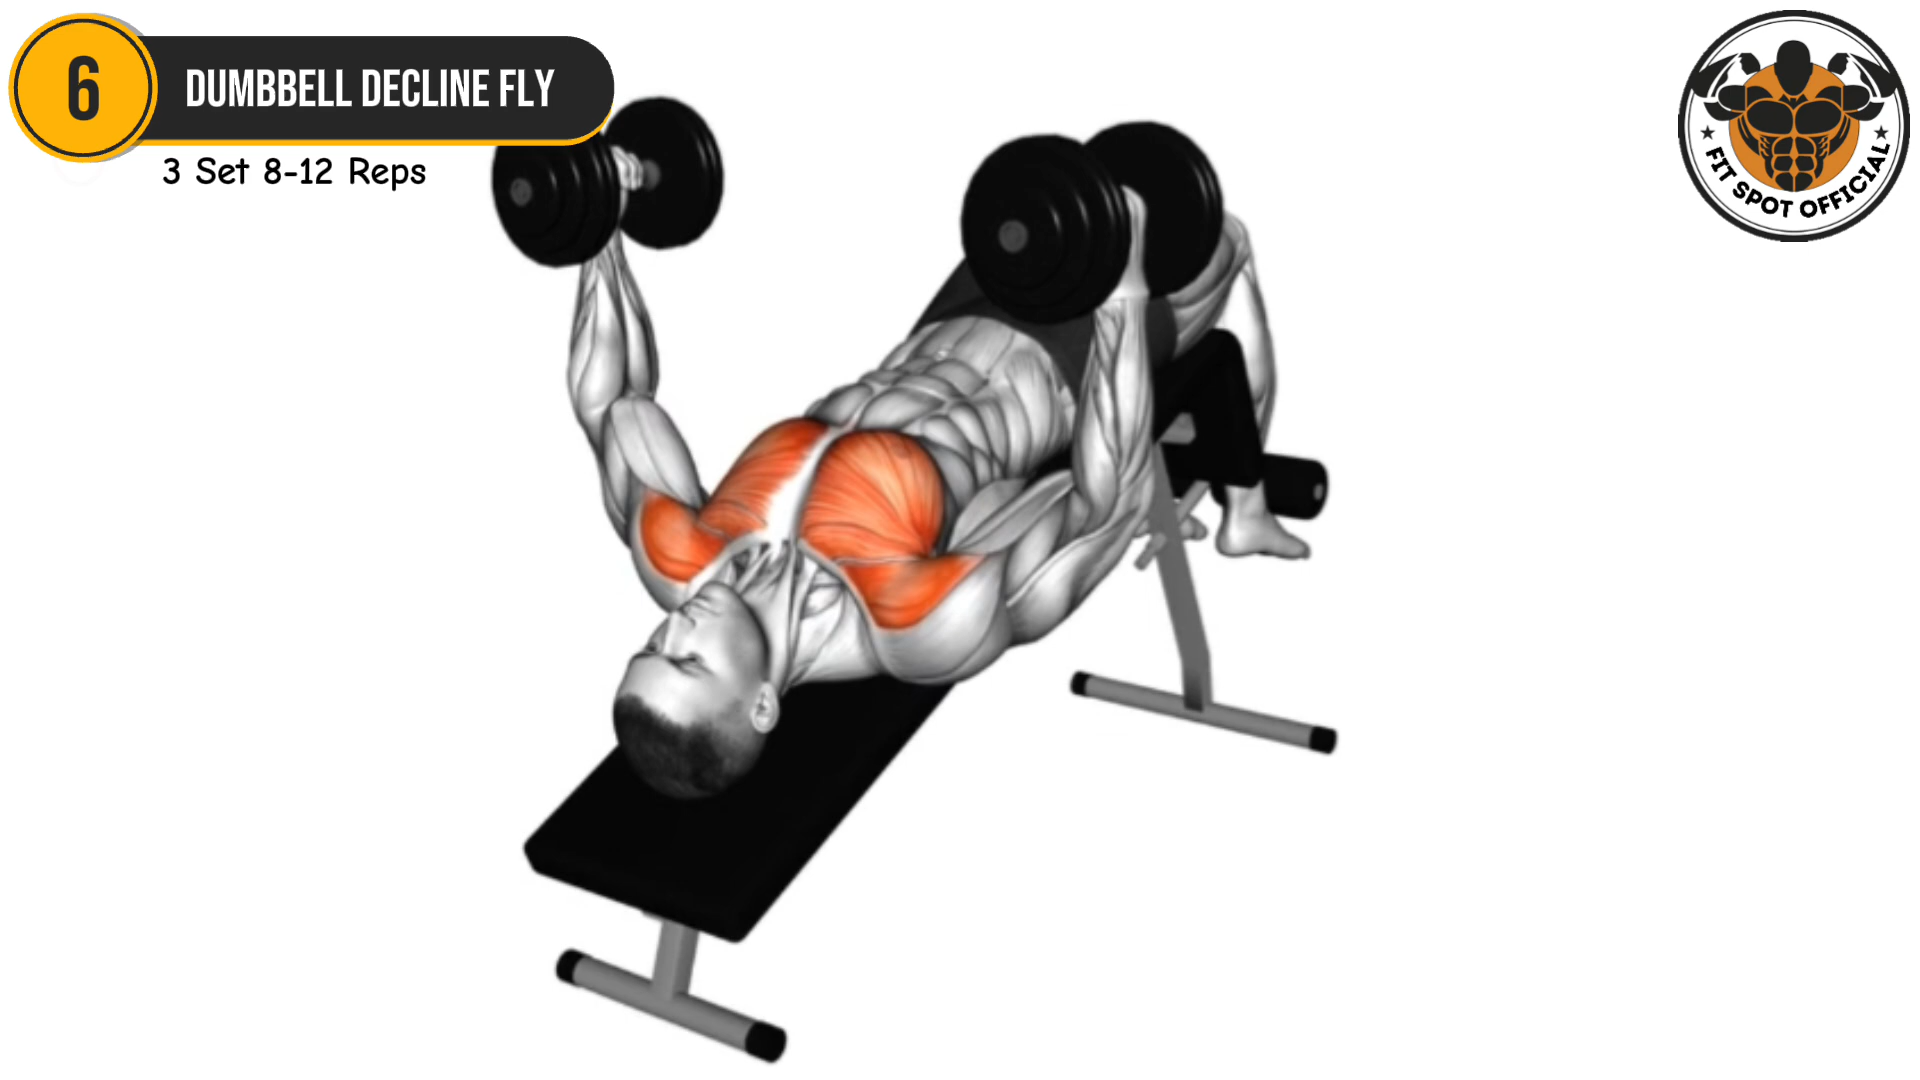 6
DUMBBELL DECLINE FLY
3 Set 8-12 Reps
FIT SPOT OFFICIAL